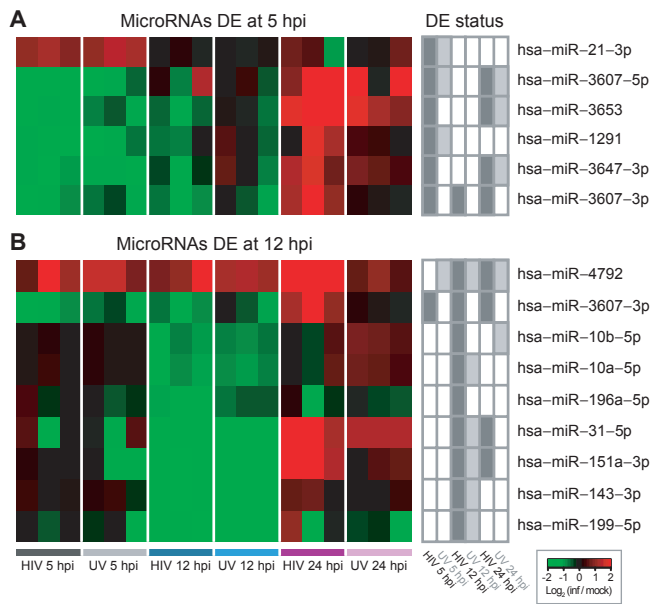 A MicroRNAs DE at 5 hpi DE status
hsa−miR−21−3p
hsa−miR−3607−5p
hsa−miR−3653
hsa−miR−1291
hsa−miR−3647−3p
hsa−miR−3607−3p
B MicroRNAs DE at 12 hpi
hsa−miR−4792
hsa−miR−3607−3p
hsa−miR−10b−5p
hsa−miR−10a−5p
hsa−miR−196a−5p
hsa−miR−31−5p
hsa−miR−151a−3p
hsa−miR−143−3p
hsa−miR−199−5p
HIV 5 hpi UV 5 hpi HIV 12 hpi UV 12 hpi HIV 24 hpi UV 24 hpi
HIV 5 hpi
UV 5 hpi
HIV 12 hpi
UV 12 hpi
HIV 24 hpi
UV 24 hpi
-2 -1 0 1 2
Log2 (inf / mock)